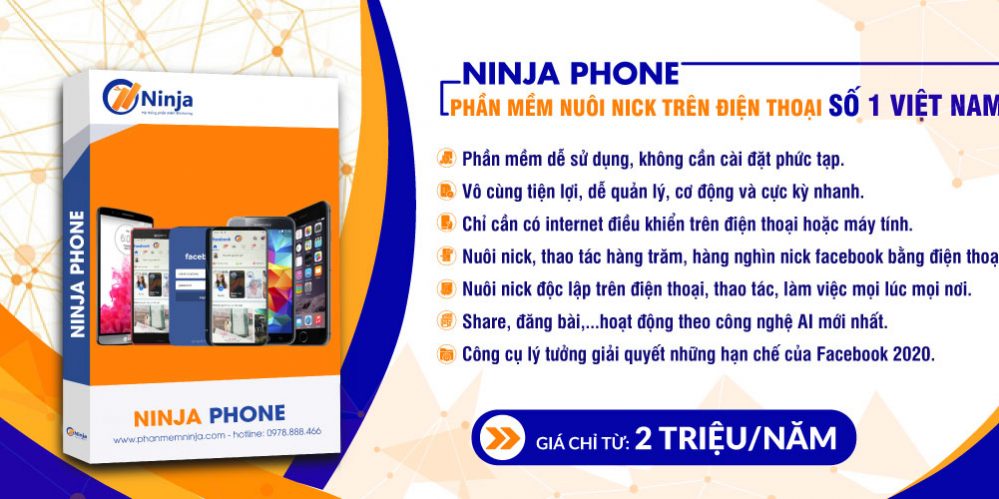 Ninja
NINJA PHONE
NINJA PHONE
www.phanmemninja.com - hotline: 0978.888.466
Ninja
NINJA PHONE
PHẦN MỀM NUÔI NICK TRÊN ĐIỆN THOẠI SỐ 1 VIỆT NAM
Phần mềm dễ sử dụng, không cần cài đặt phức tạp.
Vô cùng tiện lợi, dễ quản lý, cơ động và cực kỳ nhanh.
Chỉ cần có internet điều khiển trên điện thoại hoặc máy tính.
Nuôi nick, thao tác hàng trăm, hàng nghìn nick facebook bằng điện thoạ
Nuôi nick độc lập trên điện thoại, thao tác, làm việc mọi lúc mọi nơi.
Share, đăng bài,...hoạt động theo công nghệ AI mới nhất.
Công cụ lý tưởng giải quyết những hạn chế của Facebook 2020.
GIÁ CHỈ TỪ: 2 TRIỆU/NĂM